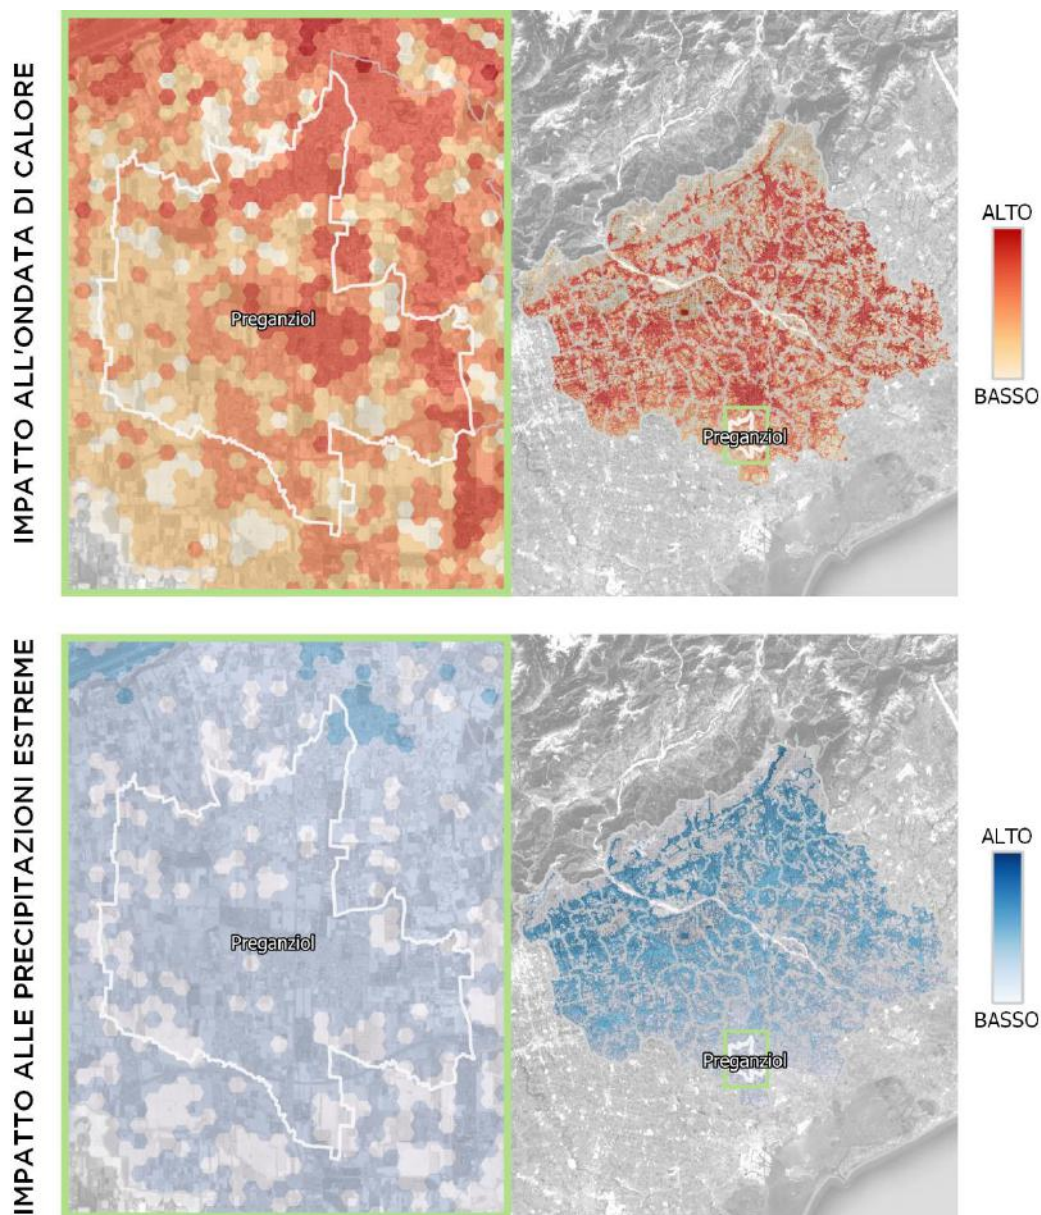 IMPATTO ALL'ONDATA DI CALORE
Preganziol
Preganziol
ALTO
BASSO
IMPATTO ALLE PRECIPITAZIONI ESTREME
Preganziol
Preganziol
ALTO
BASSO